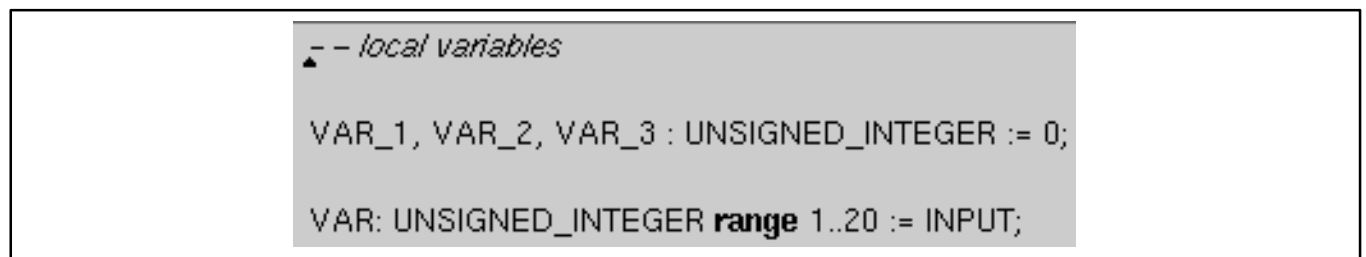 – – local variables
VAR_1, VAR_2, VAR_3 : UNSIGNED_INTEGER := 0;
VAR: UNSIGNED_INTEGER range 1..20 := INPUT;